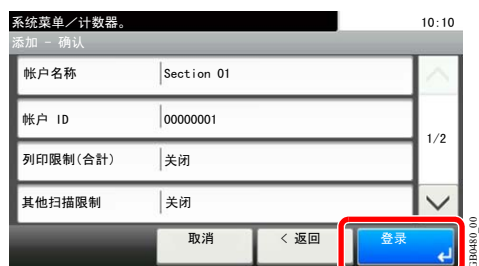 系统菜单／计数器。 10:10
添加 - 确认
帐户名称 Section 01
帐户 ID 00000001
1/2
列印限制(合計) 关闭
其他扫描限制 关闭
取消 < 返回 登录
GB0480_00